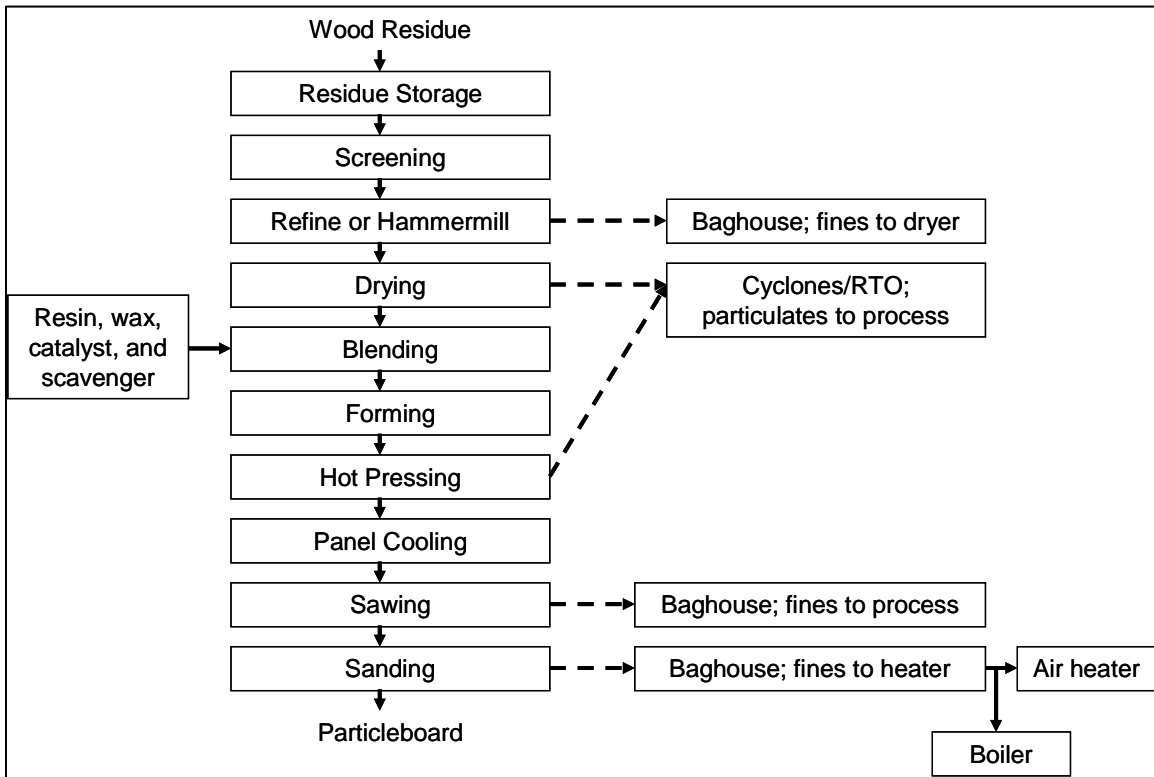 Wood Residue
Residue Storage
Screening
Refine or Hammermill
Baghouse; fines to dryer
Drying
Cyclones/RTO;
particulates to process
Resin, wax,
catalyst, and
scavenger
Blending
Forming
Hot Pressing
Panel Cooling
Sawing
Baghouse; fines to process
Sanding
Baghouse; fines to heater
Air heater
Particleboard
Boiler